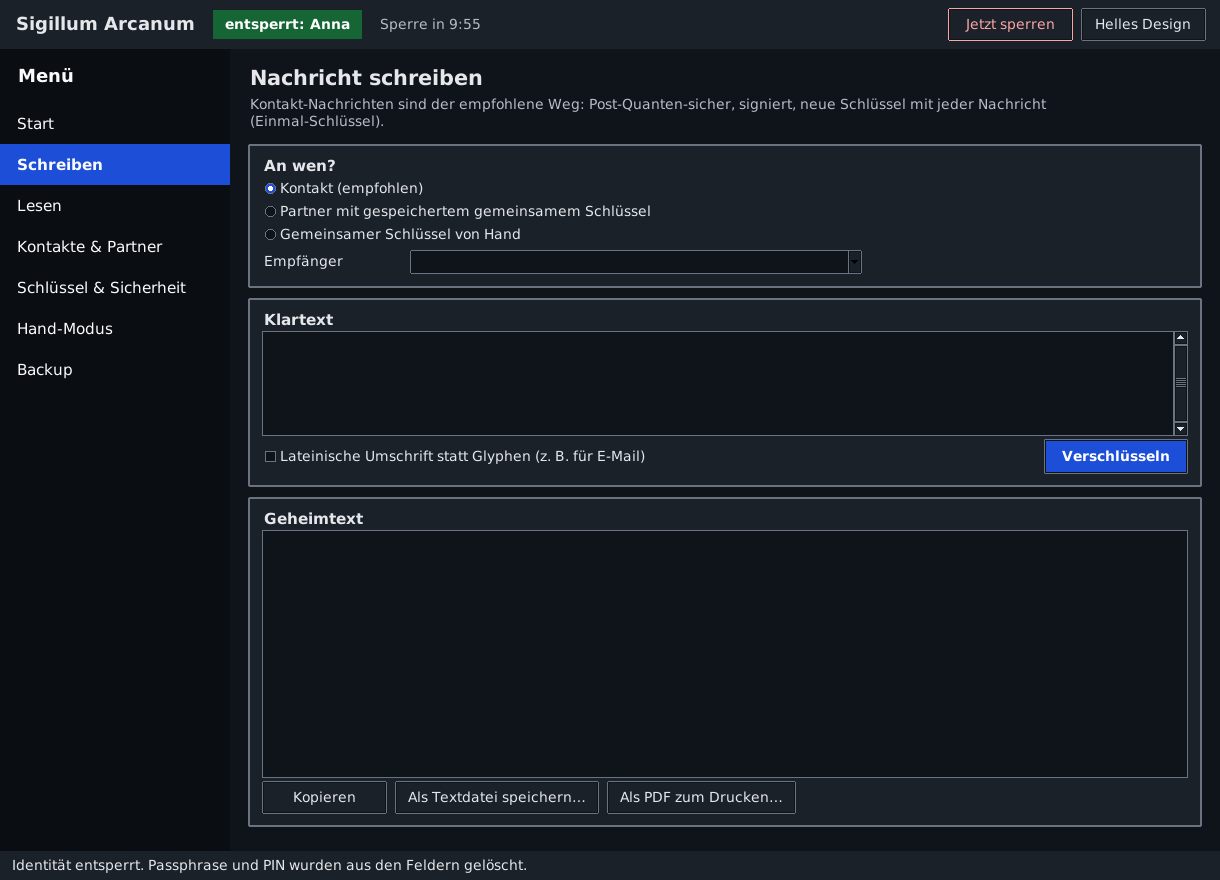 Sigillum Arcanum
entsperrt: Anna
Sperre in 9:55
Jetzt sperren
Helles Design
Menü
Start
Schreiben
Lesen
Kontakte & Partner
Schlüssel & Sicherheit
Hand-Modus
Backup
Nachricht schreiben
Kontakt-Nachrichten sind der empfohlene Weg: Post-Quanten-sicher, signiert, neue Schlüssel mit jeder Nachricht
(Einmal-Schlüssel).
An wen?
Kontakt (empfohlen)
Partner mit gespeichertem gemeinsamem Schlüssel
Gemeinsamer Schlüssel von Hand
Empfänger
Klartext
Lateinische Umschrift statt Glyphen (z. B. für E-Mail)
Verschlüsseln
Geheimtext
Kopieren
Als Textdatei speichern…
Als PDF zum Drucken…
Identität entsperrt. Passphrase und PIN wurden aus den Feldern gelöscht.